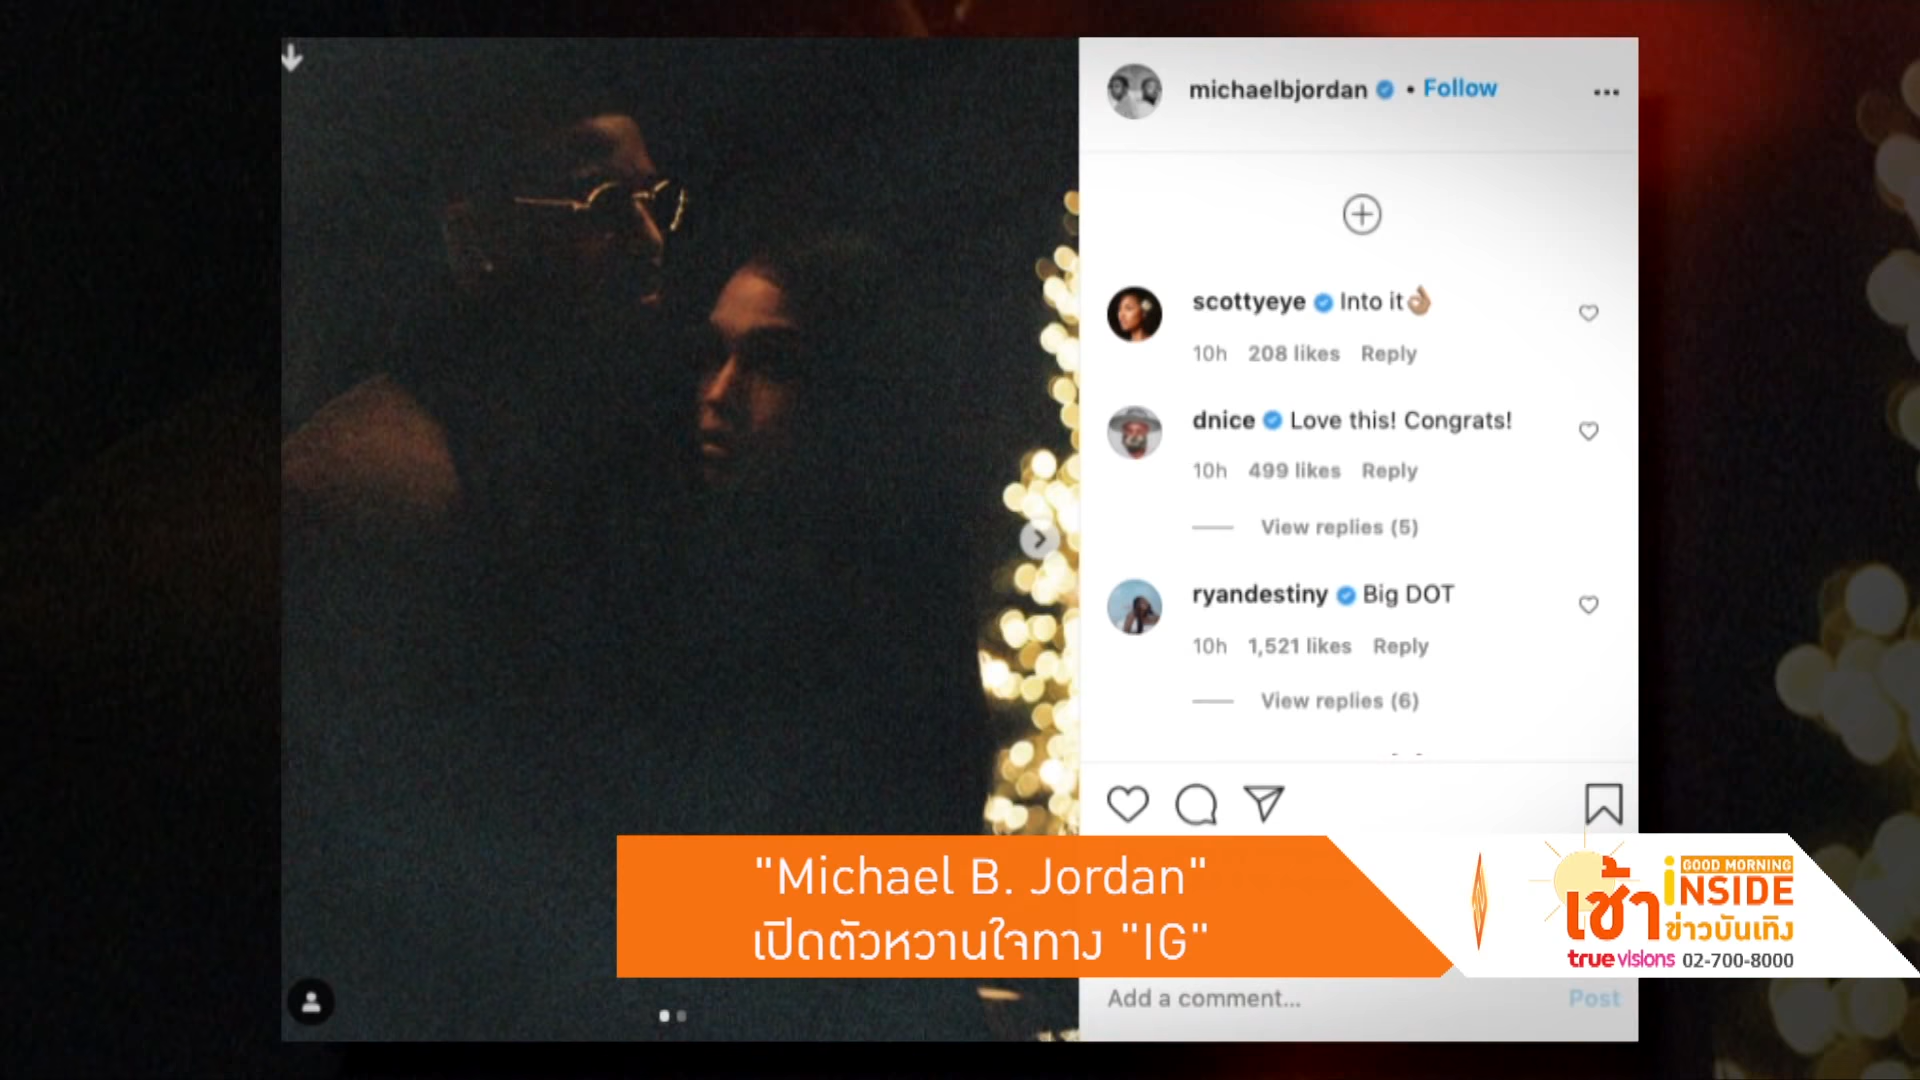 michaelbjordan • Follow
scottyeye Into it👌🏽
10h 208 likes Reply
dnice Love this! Congrats!
10h 499 likes Reply
View replies (5)
ryandestiny Big DOT
10h 1,521 likes Reply
View replies (6)
"Michael B. Jordan"
เปิดตัวหวานใจทาง "IG"
GOOD MORNING
เช้า iNSIDE
ข่าวบันเทิง
truevisions 02-700-8000
Add a comment... Post